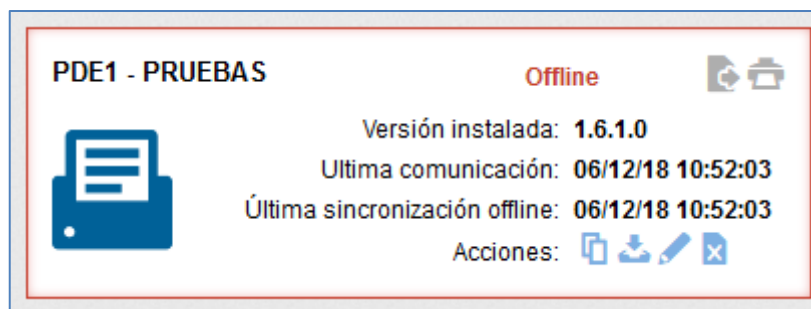 PDE1 - PRUEBAS Offline
Versión instalada: 1.6.1.0
Ultima comunicación: 06/12/18 10:52:03
Última sincronización offline: 06/12/18 10:52:03
Acciones: